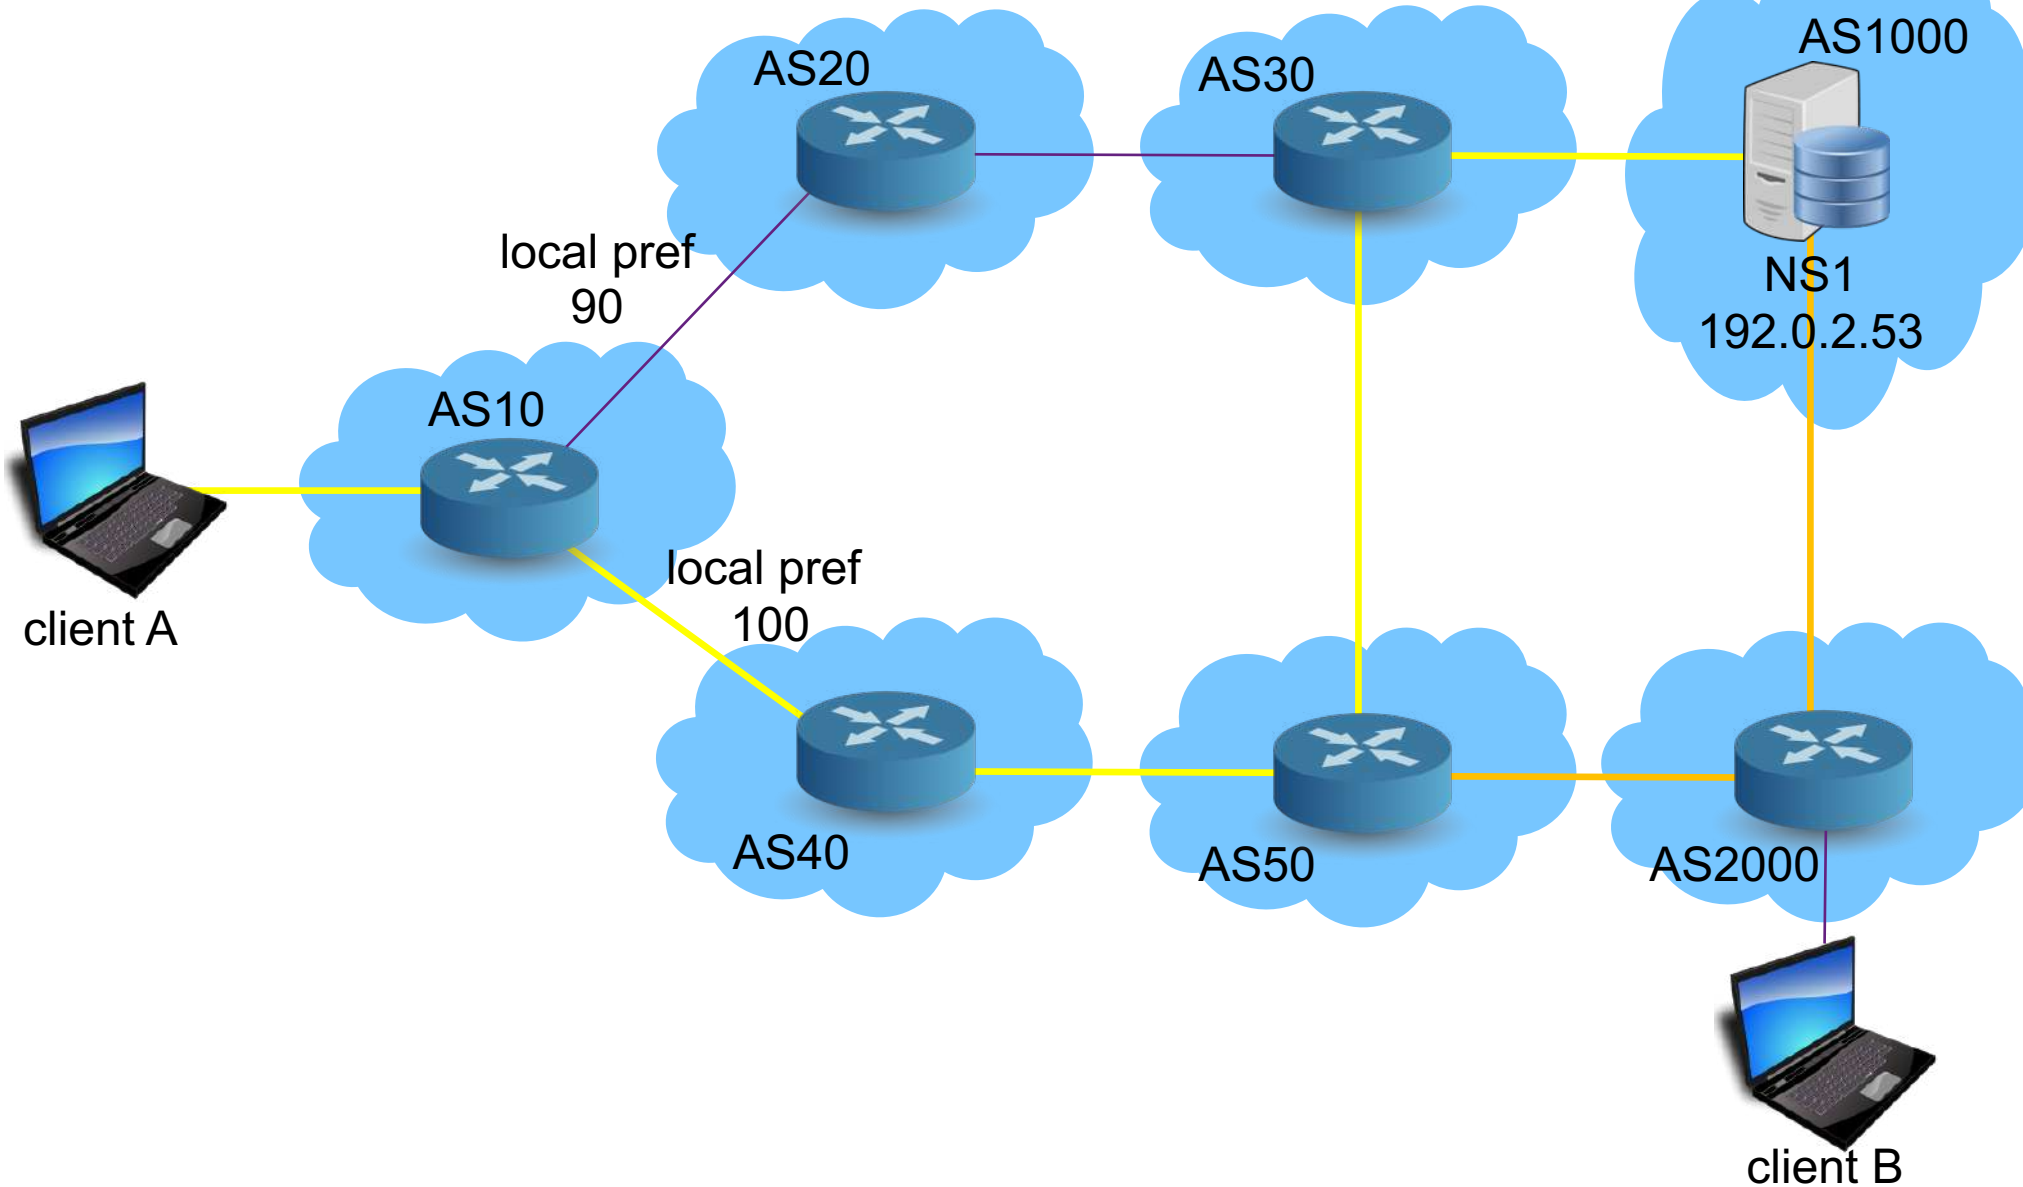 AS1000
AS20
AS30
local pref
90
NS1
192.0.2.53
AS10
local pref
100
client A
AS40
AS50
AS2000
client B